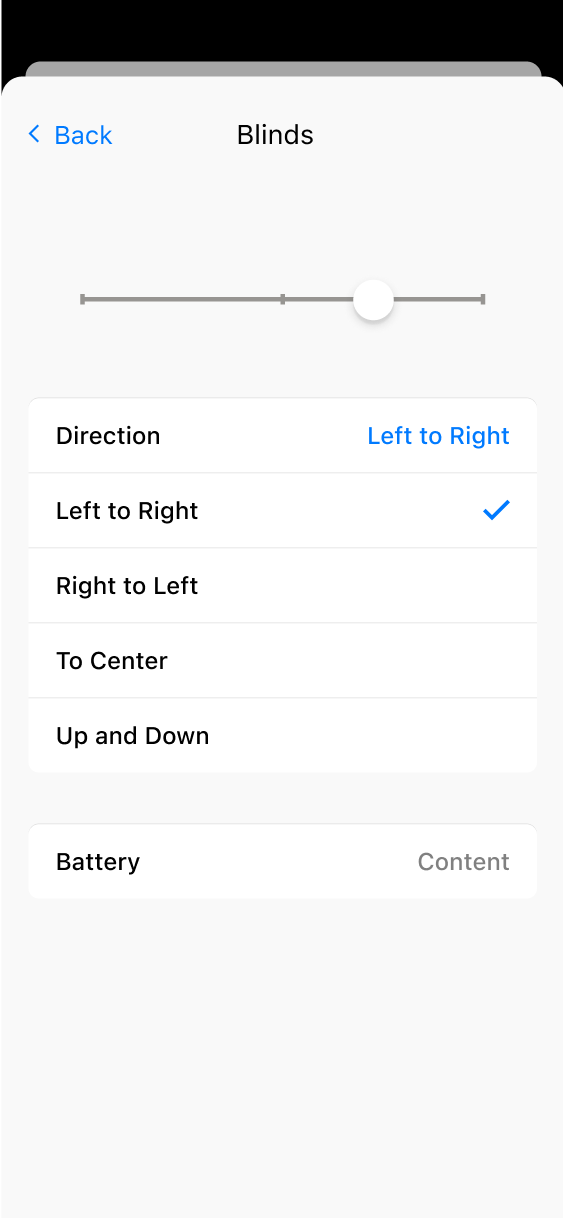 Back
Blinds
Direction
Left to Right
Left to Right
Right to Left
To Center
Up and Down
Battery
Content